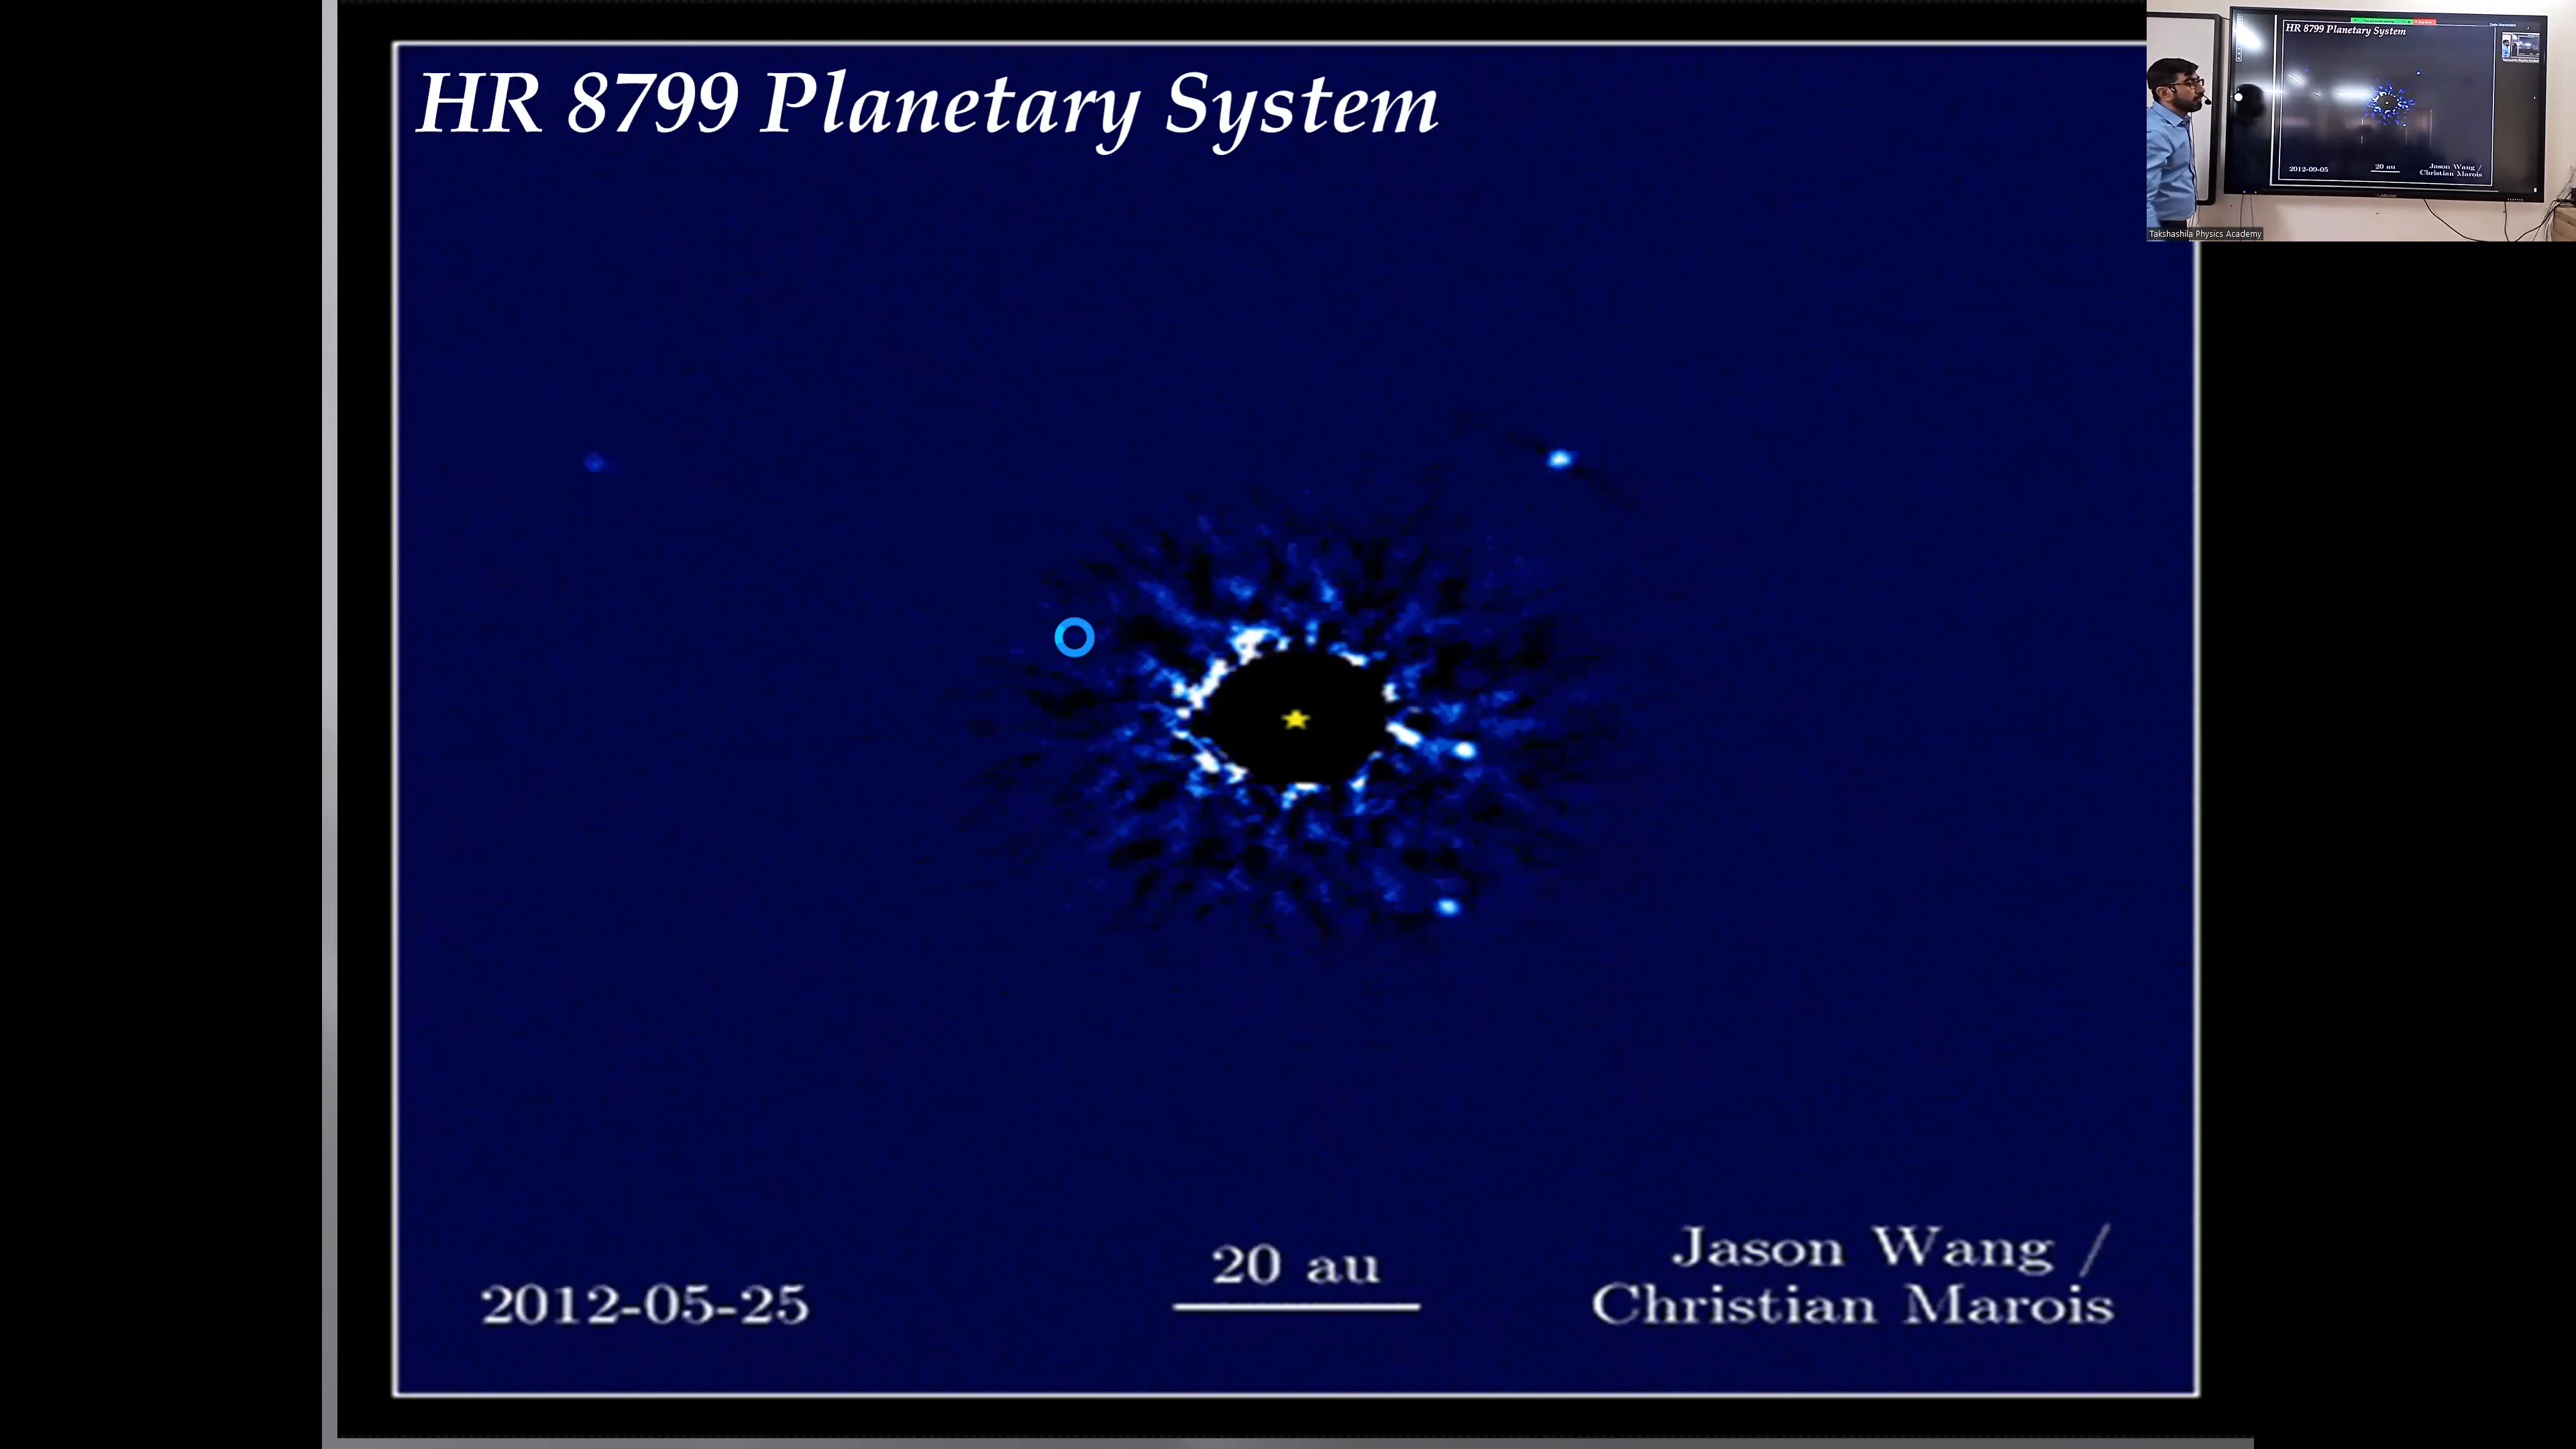 HR 8799 Planetary System
2012-05-25
20 au
Jason Wang /
Christian Marois
HR 8799 Planetary System
2012-09-05
20 au
Jason Wang /
Christian Marois
Takshashila Physics Academy